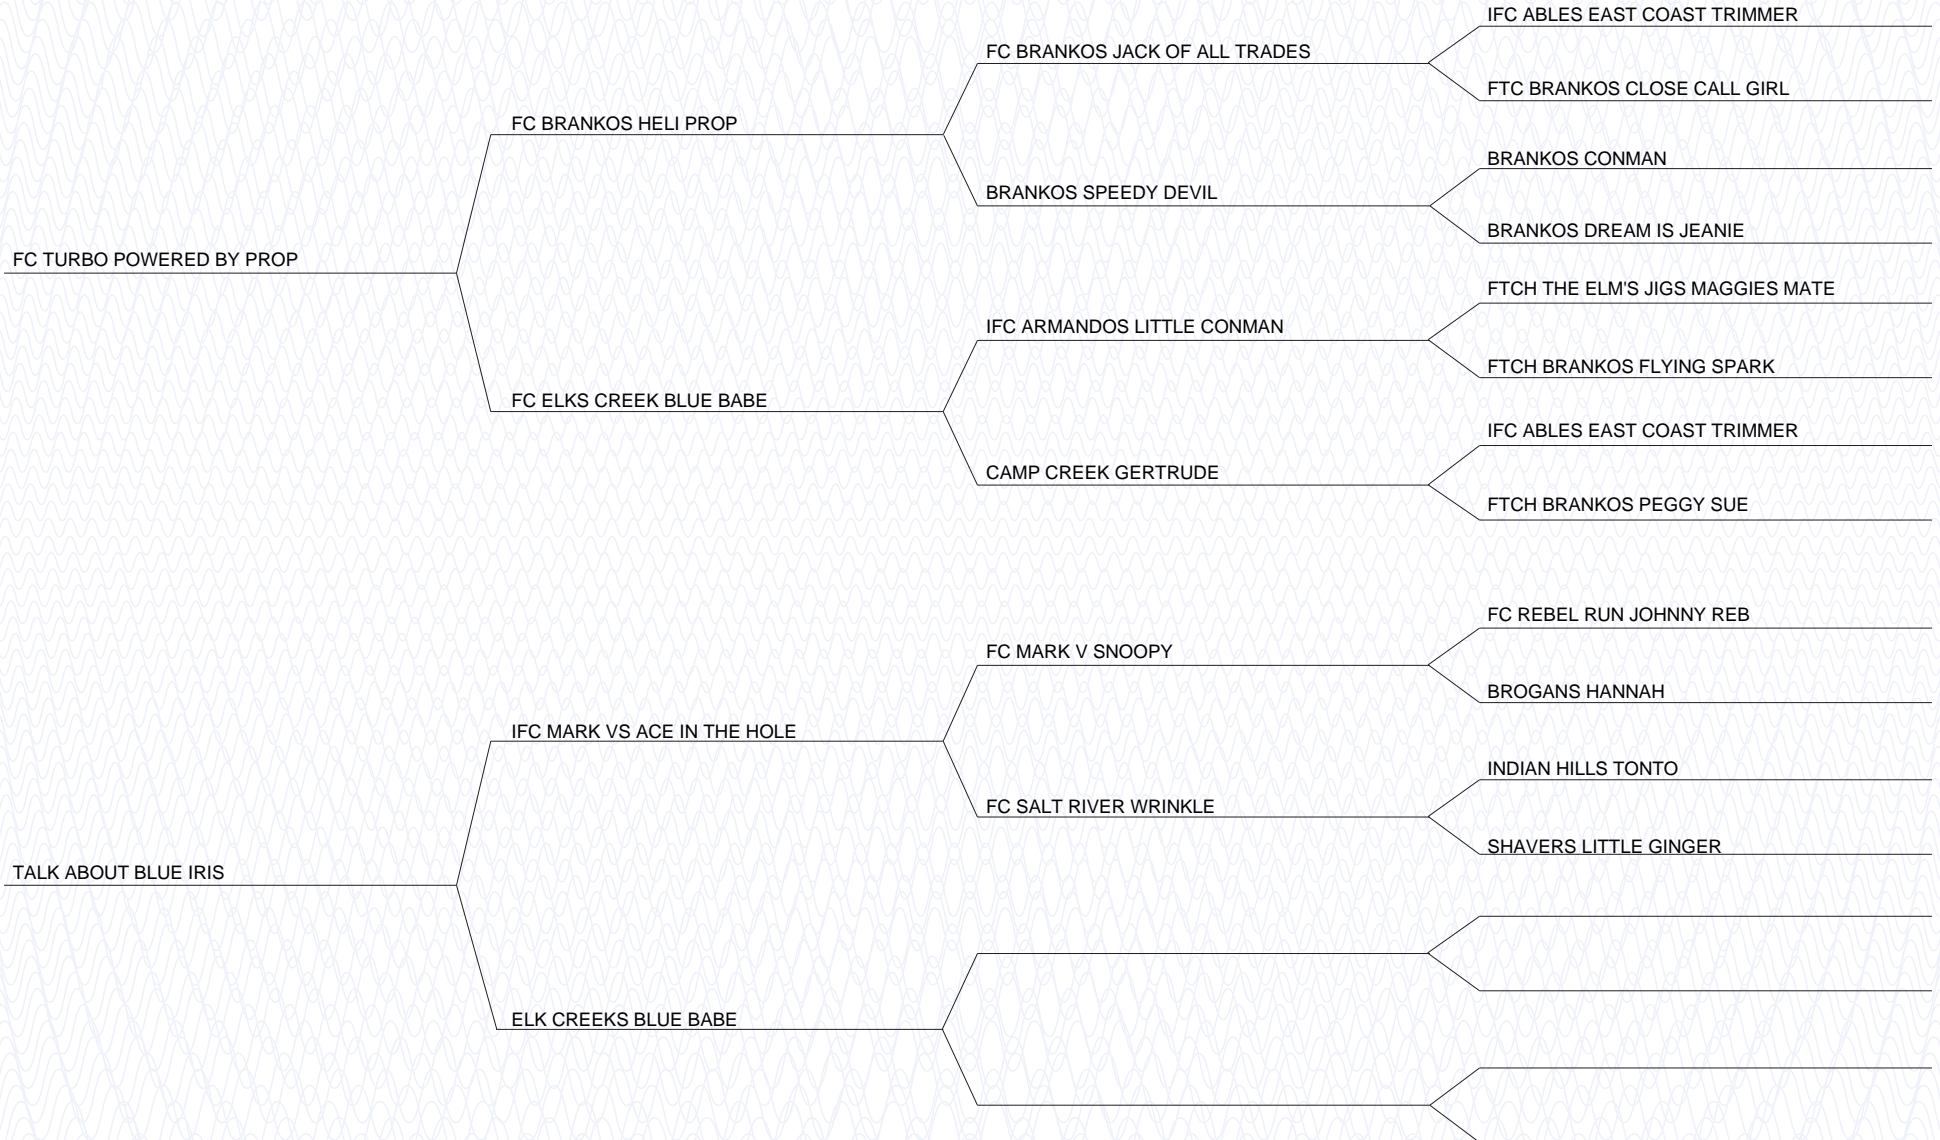 IFC ABLES EAST COAST TRIMMER
FC BRANKOS JACK OF ALL TRADES
FTC BRANKOS CLOSE CALL GIRL
FC BRANKOS HELI PROP
BRANKOS CONMAN
BRANKOS SPEEDY DEVIL
BRANKOS DREAM IS JEANIE
FC TURBO POWERED BY PROP
FTCH THE ELM'S JIGS MAGGIES MATE
IFC ARMANDOS LITTLE CONMAN
FTCH BRANKOS FLYING SPARK
FC ELKS CREEK BLUE BABE
IFC ABLES EAST COAST TRIMMER
CAMP CREEK GERTRUDE
FTCH BRANKOS PEGGY SUE
FC REBEL RUN JOHNNY REB
FC MARK V SNOOPY
BROGANS HANNAH
IFC MARK VS ACE IN THE HOLE
INDIAN HILLS TONTO
FC SALT RIVER WRINKLE
SHAVERS LITTLE GINGER
TALK ABOUT BLUE IRIS
ELK CREEKS BLUE BABE